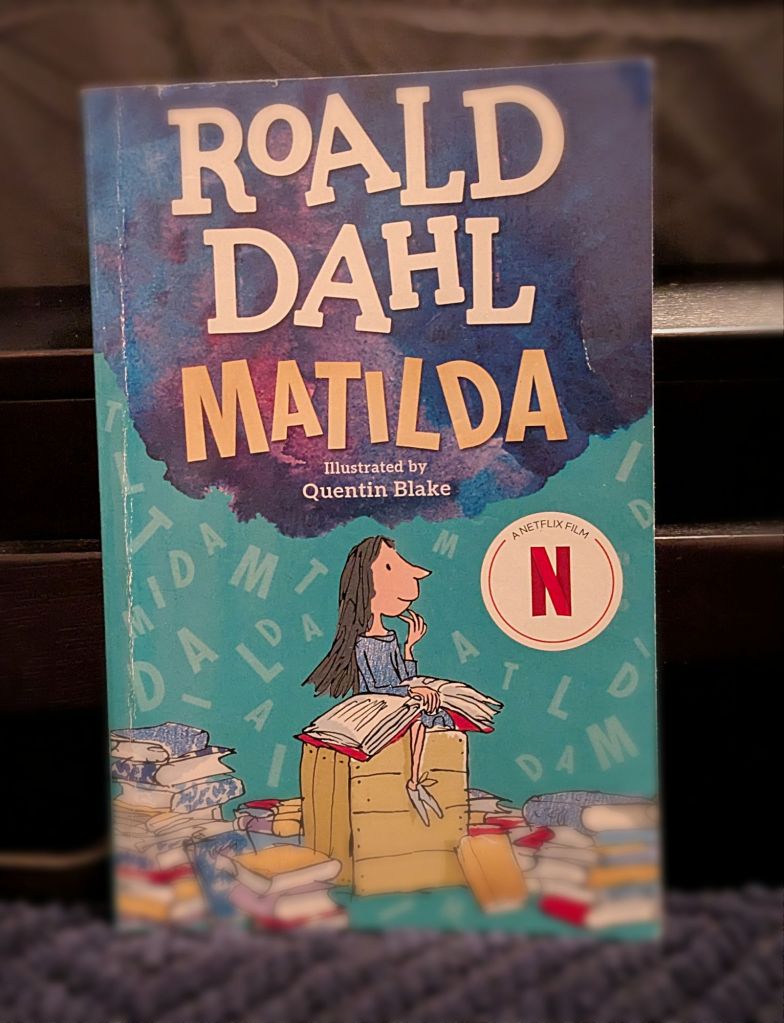 ROALD
DAHL
MATILDA
Illustrated by
Quentin Blake
A NETFLIX FILM
N